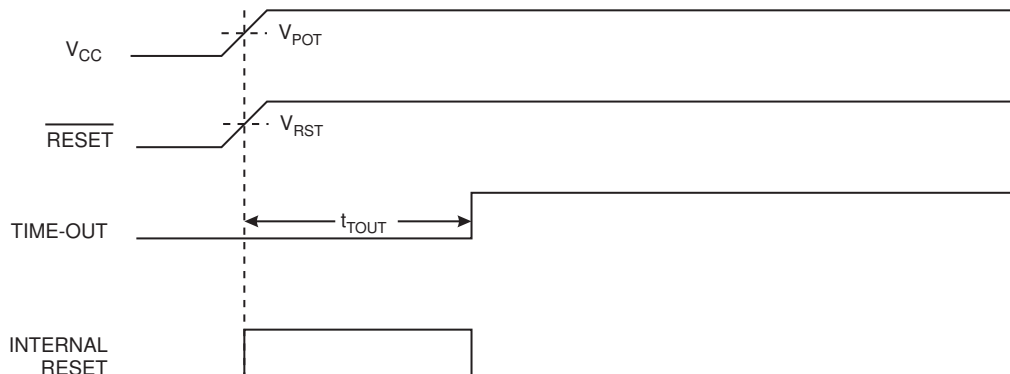 V_CC
V_POT
RESET
V_RST
TIME-OUT
t_TOUT
INTERNAL
RESET